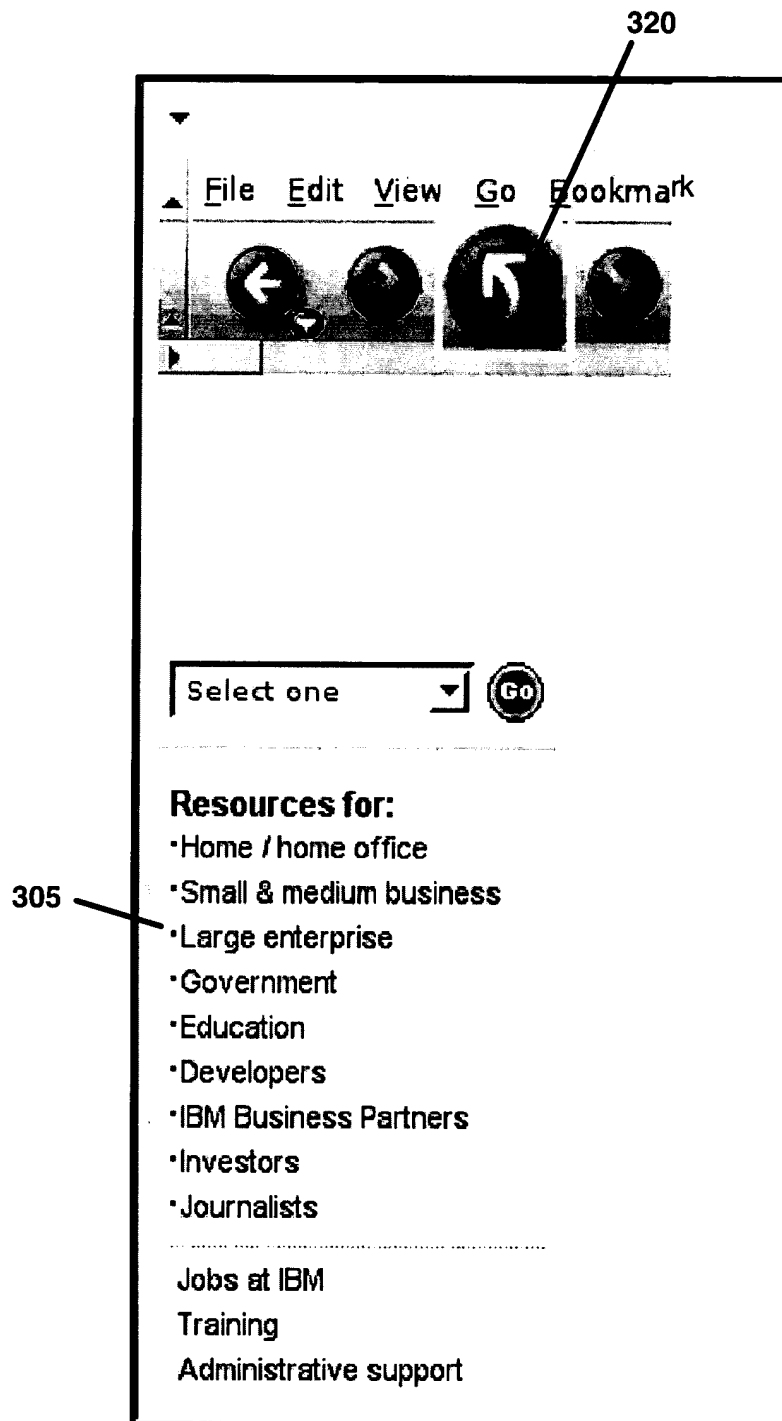 320
File Edit View Go Bookmark
Select one Go
Resources for:
·Home / home office
·Small & medium business
305
·Large enterprise
·Government
·Education
·Developers
·IBM Business Partners
·Investors
·Journalists
Jobs at IBM
Training
Administrative support